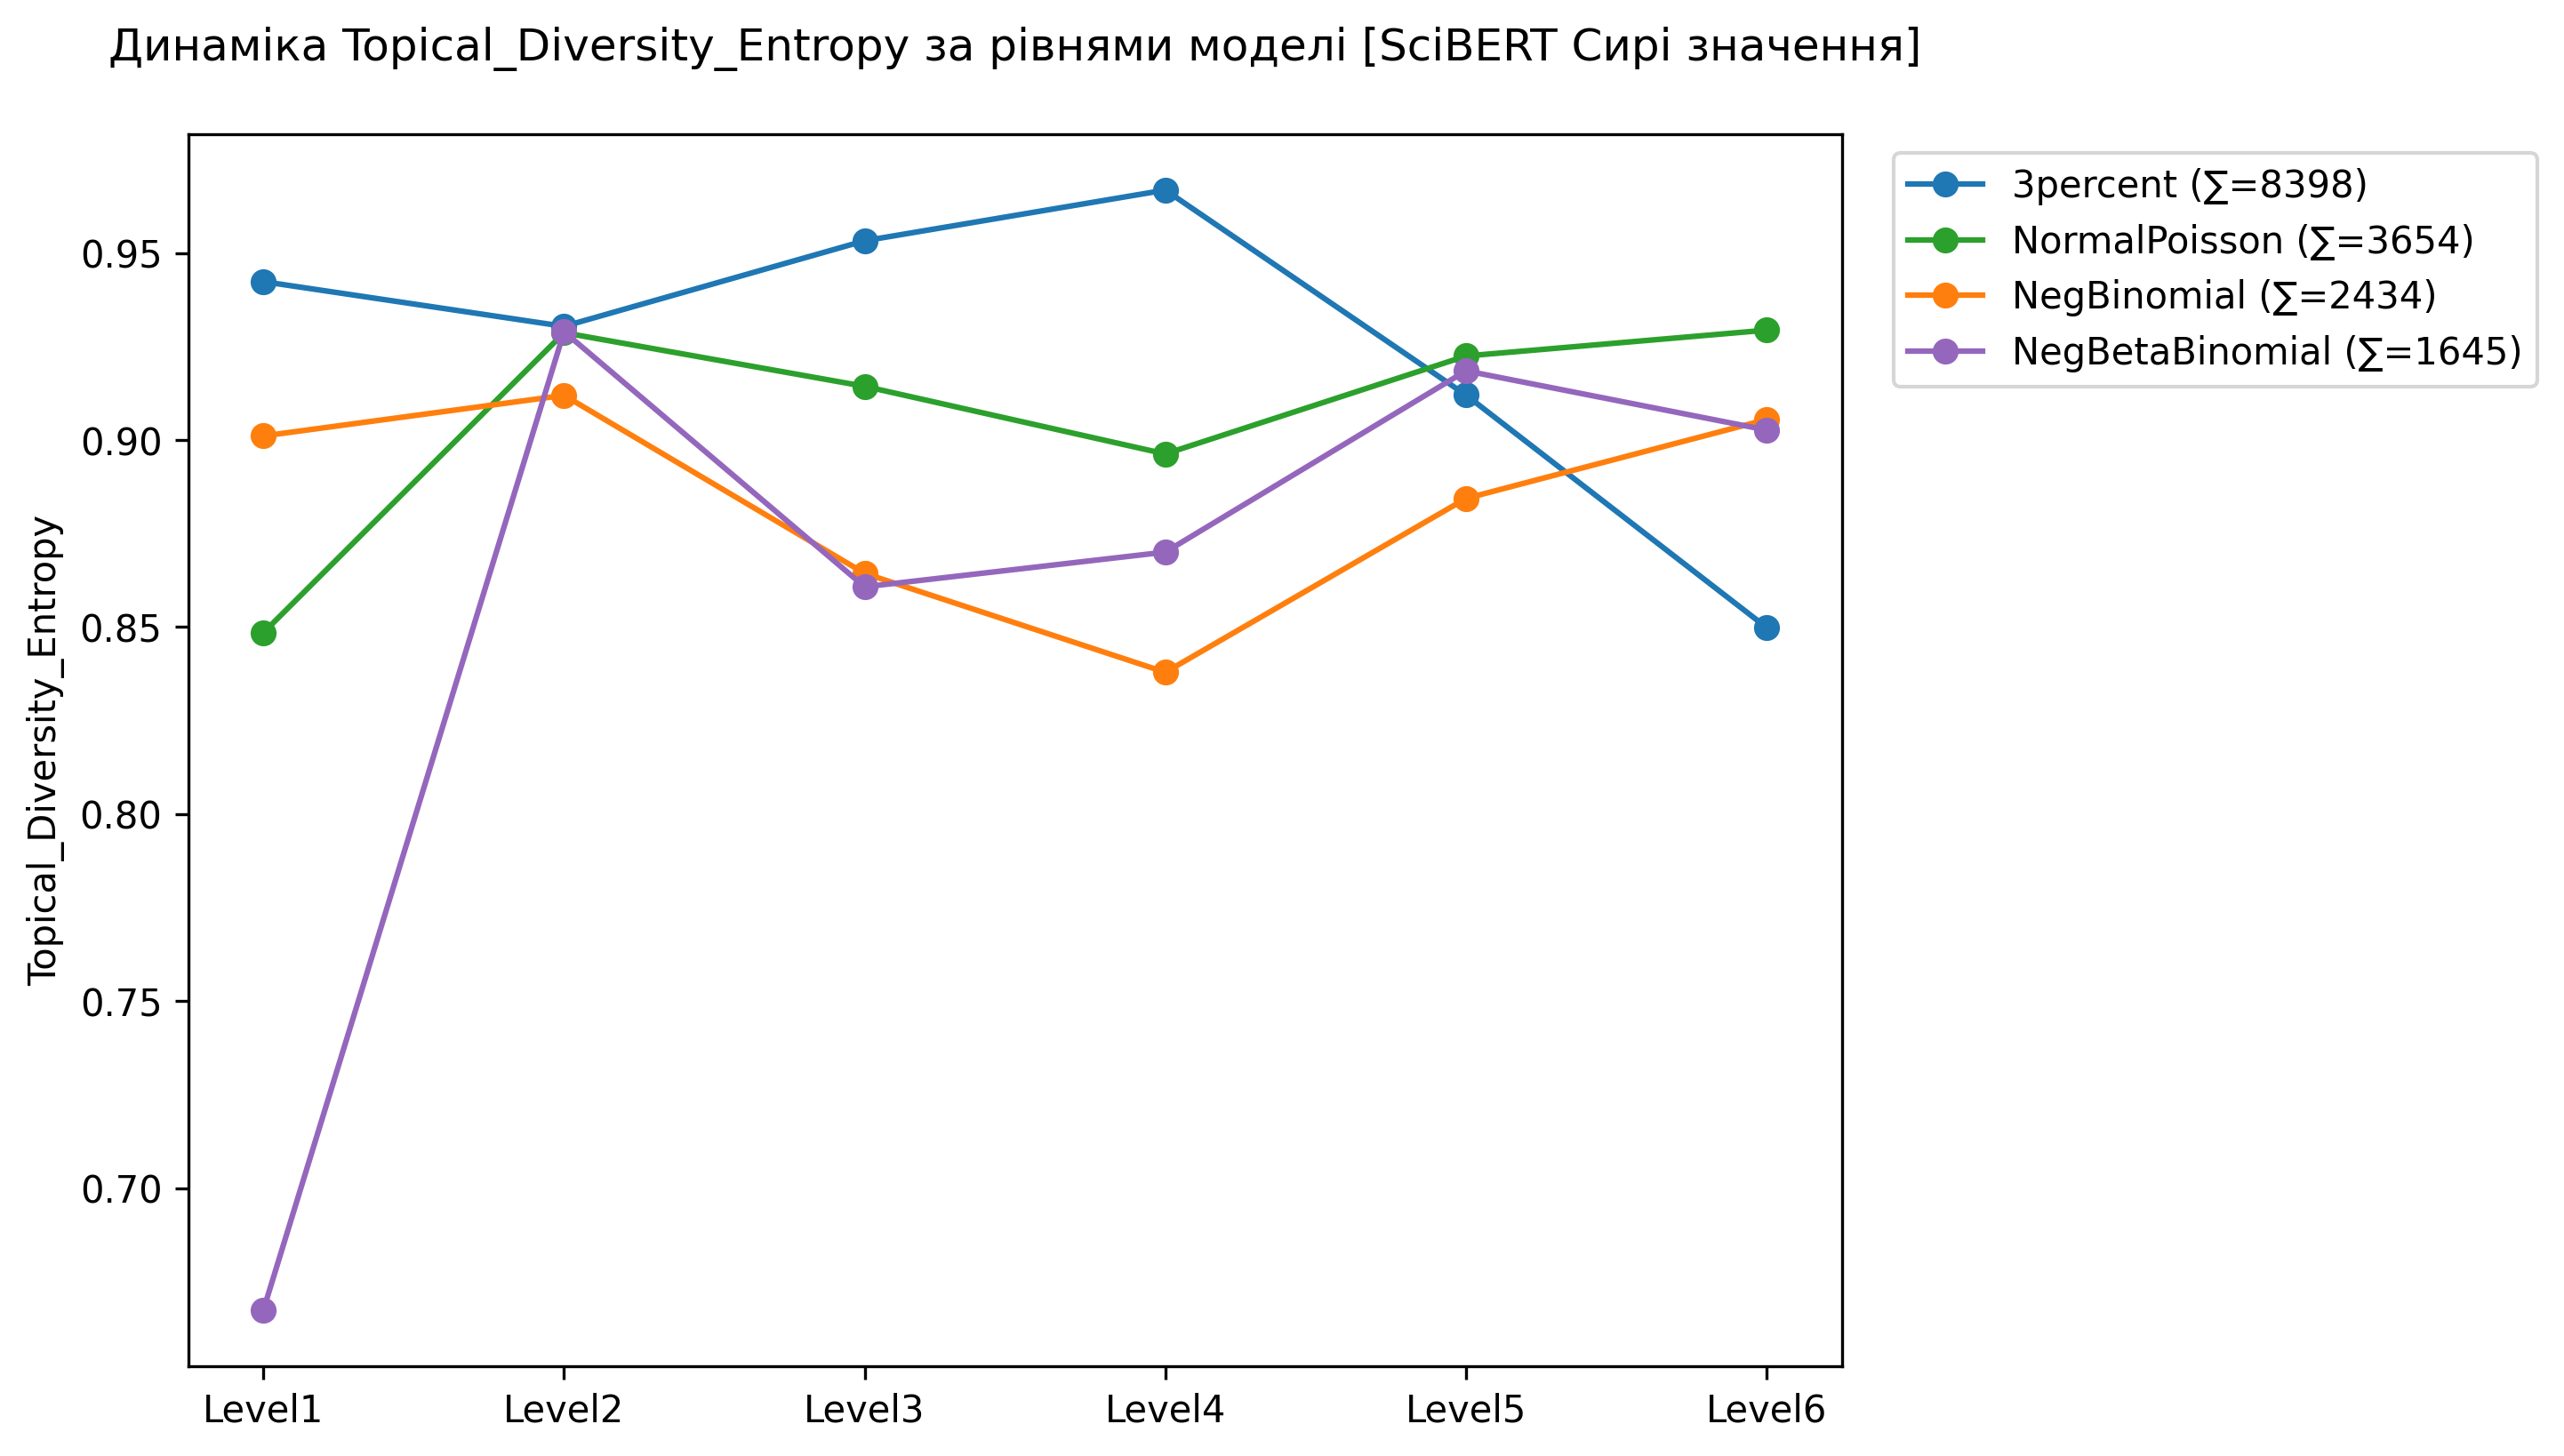 Динаміка Topical_Diversity_Entropy за рівнями моделі [SciBERT Сирі значення]
3percent (∑=8398)
NormalPoisson (∑=3654)
NegBinomial (∑=2434)
NegBetaBinomial (∑=1645)
Topical_Diversity_Entropy
0.95
0.90
0.85
0.80
0.75
0.70
Level1 Level2 Level3 Level4 Level5 Level6